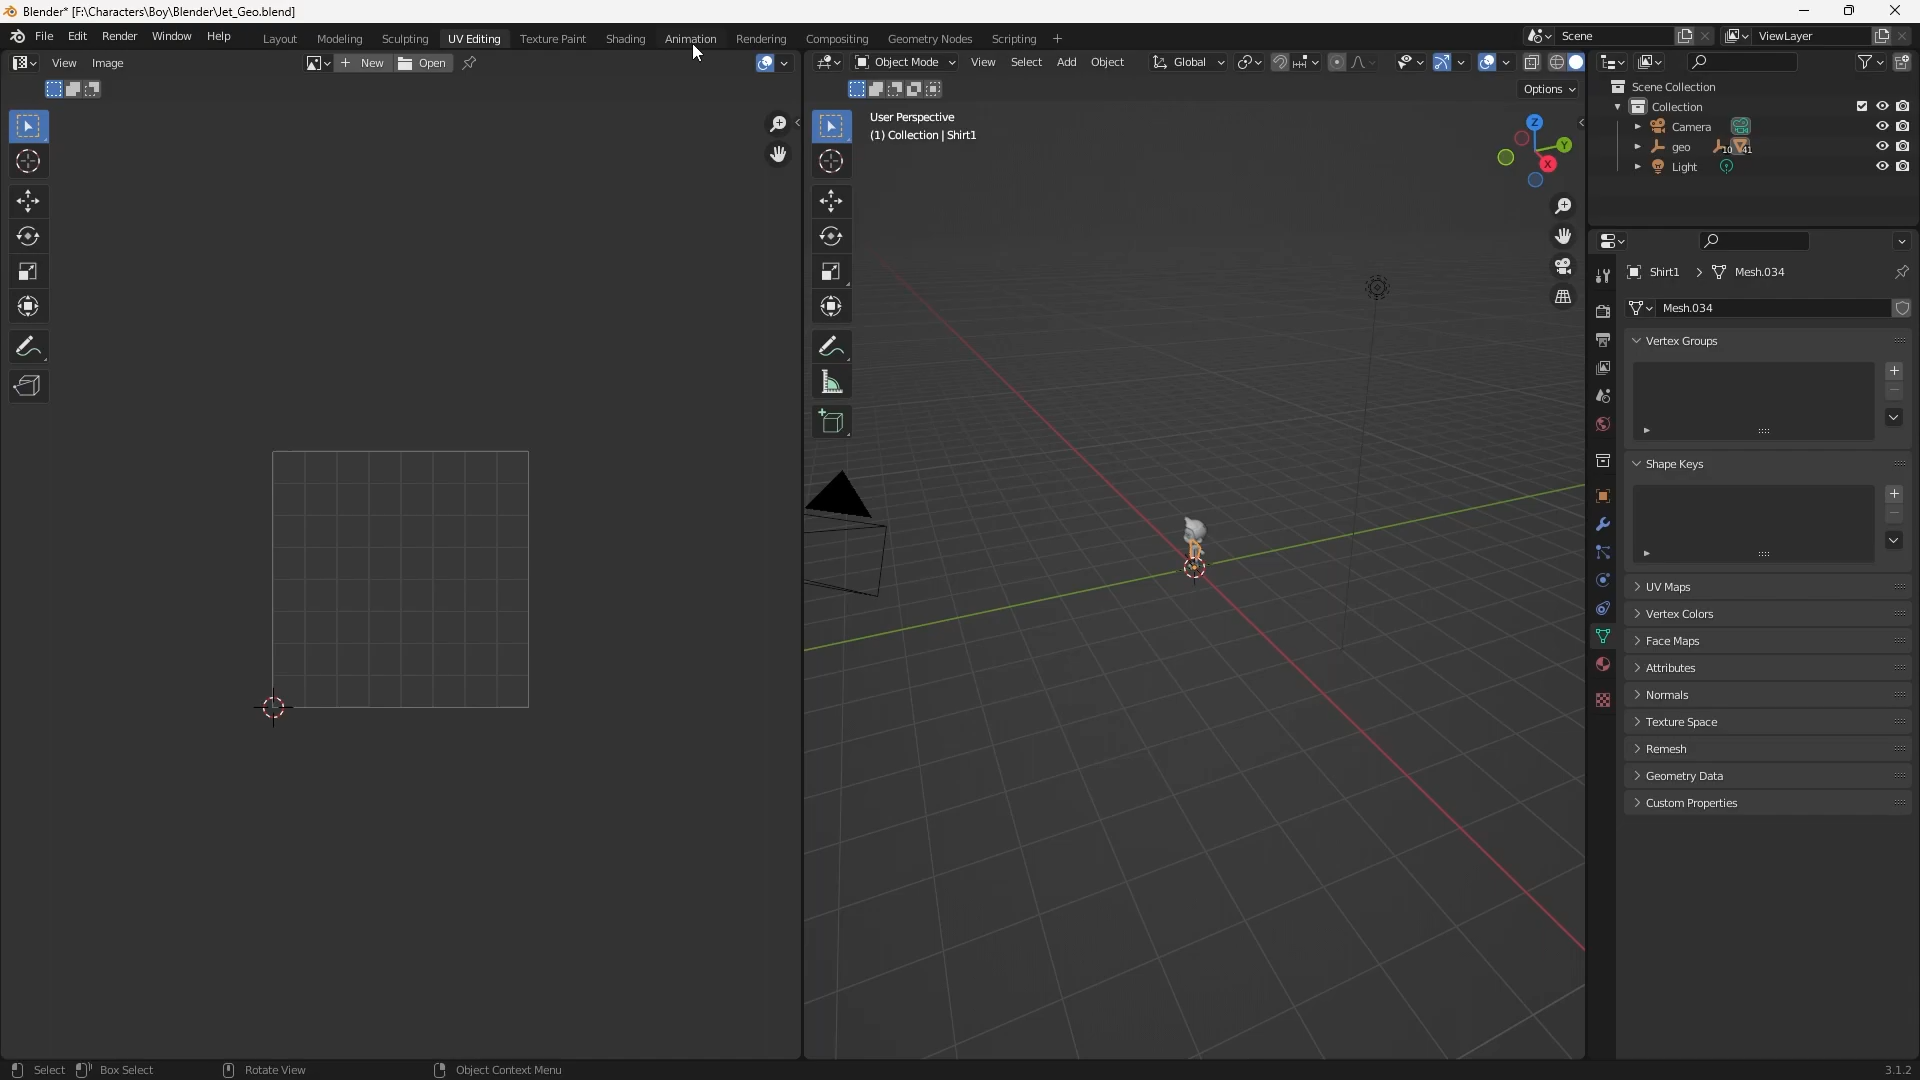 Blender* [F:\Characters\Boy\Blender\Jet_Geo.blend]
File Edit Render Window Help Layout Modeling Sculpting UV Editing Texture Paint Shading Animation Rendering Compositing Geometry Nodes Scripting + Scene ViewLayer
View Image + New Open Object Mode View Select Add Object Global
Options
User Perspective
(1) Collection | Shirt1
Z
Y
X
Scene Collection
Collection
Camera
geo 10 41
Light
Shirt1 > Mesh.034
Mesh.034
Vertex Groups
Shape Keys
UV Maps
Vertex Colors
Face Maps
Attributes
Normals
Texture Space
Remesh
Geometry Data
Custom Properties
Select Box Select Rotate View Object Context Menu 3.1.2